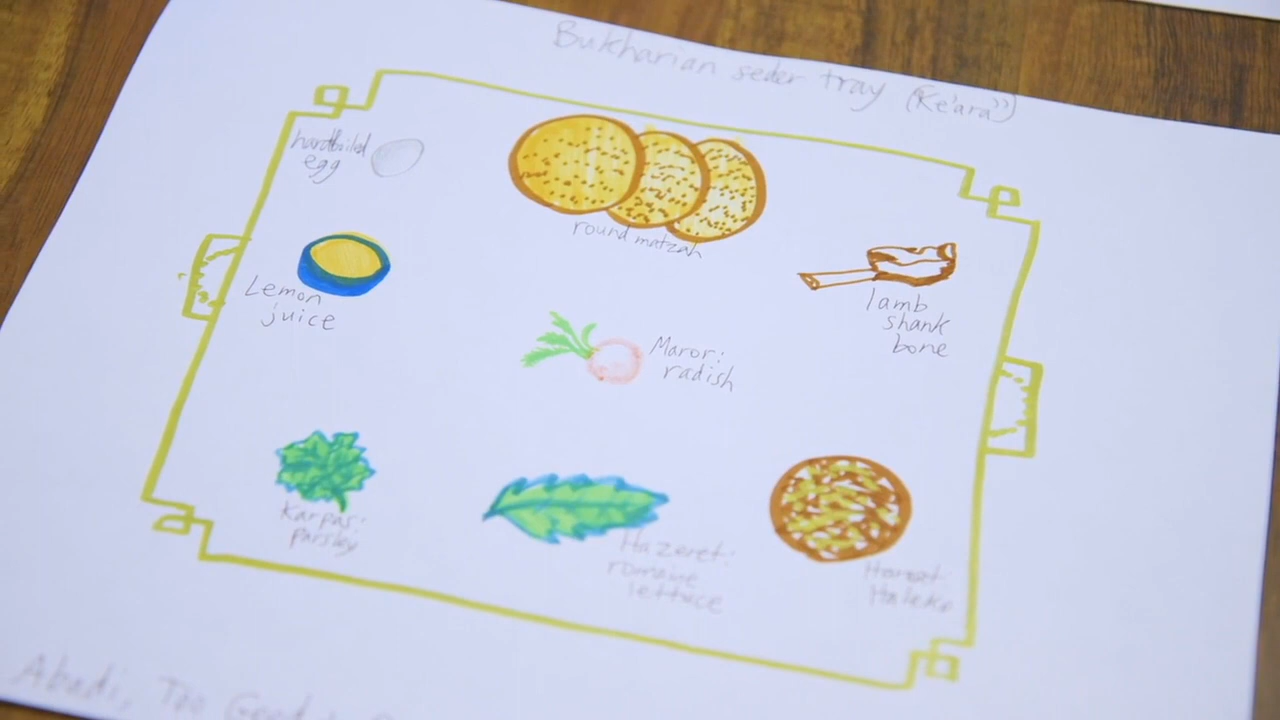 Bukharian seder tray (Ke'ara")
hardboiled
egg
round matzah
Lemon
juice
lamb
shank
bone
Maror:
radish
Karpas:
parsley
Hazeret:
romaine
lettuce
Haroset:
Halek
Abadi, Too Good